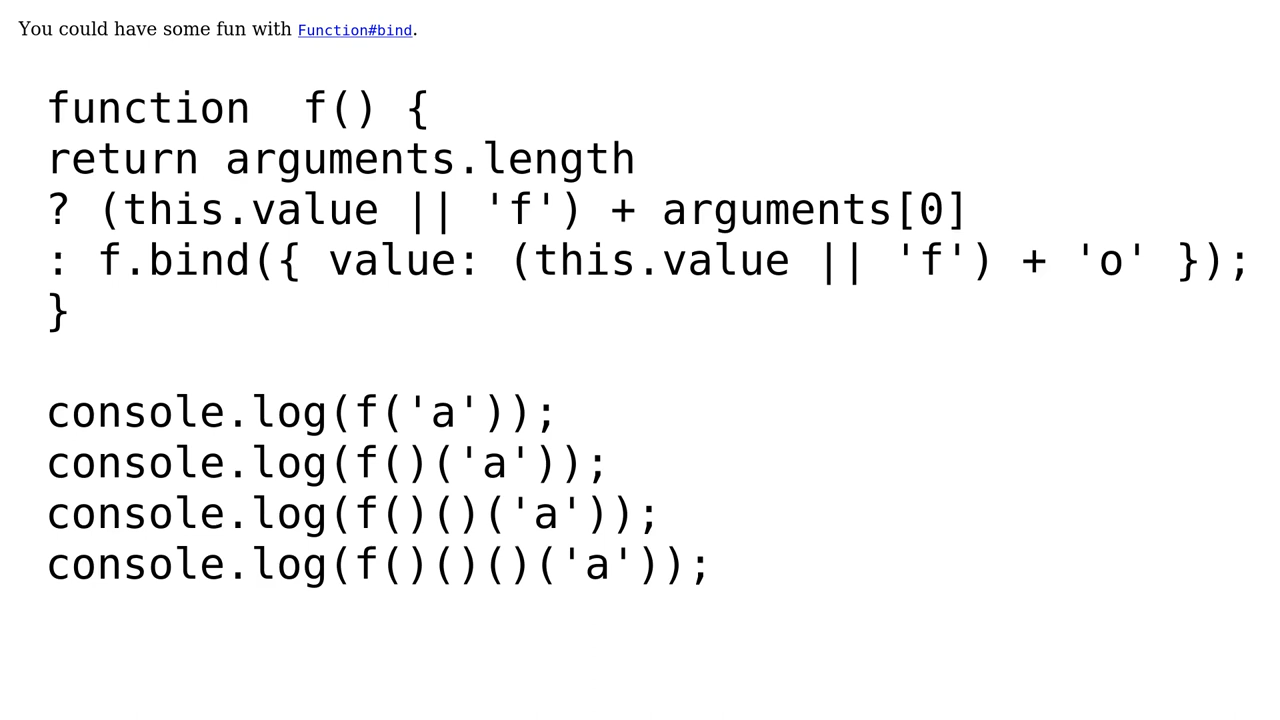 You could have some fun with Function#bind.
function  f() {
return arguments.length
? (this.value || 'f') + arguments[0]
: f.bind({ value: (this.value || 'f') + 'o' });
}
console.log(f('a'));
console.log(f()('a'));
console.log(f()()('a'));
console.log(f()()()('a'));